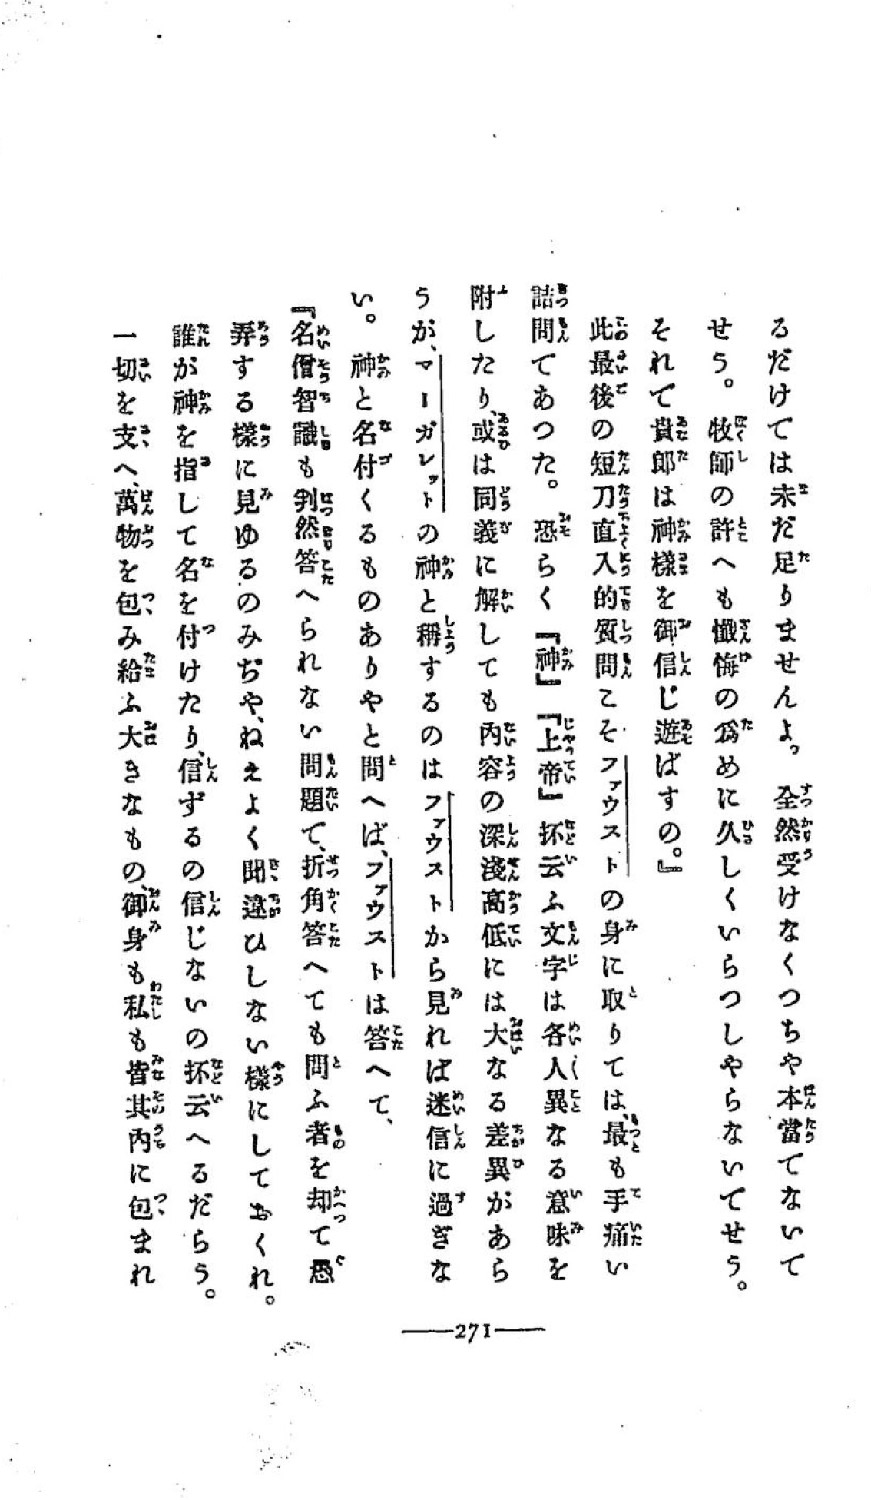 るだけでは未だ足りませんよ。全然受けなくつちや本當でないで
せう。牧師の許へも懺悔の爲めに久しくいらつしやらないでせう。
それで貴郎は神樣を御信じ遊ばすの。』
此最後の短刀直入的質問こそファウストの身に取りては、最も手痛い
詰問であつた。恐らく『神』『上帝』抔云ふ文字は各人異なる意味を
附したり、或は同義に解しても內容の深淺高低には大なる差異があら
うが、マーガレットの神と稱するのはファウストから見れば迷信に過ぎな
い。神と名付くるものありやと問へば、ファウストは答へて、
『名僧智識も判然答へられない問題で、折角答へても問ふ者を却て愚
弄する樣に見ゆるのみぢや、ねえよく聞違ひしない樣にしておくれ。
誰が神を指して名を付けたり、信ずるの信じないの抔云へるだらう。
一切を支へ、萬物を包み給ふ大きなもの、御身も私も皆其內に包まれ
271